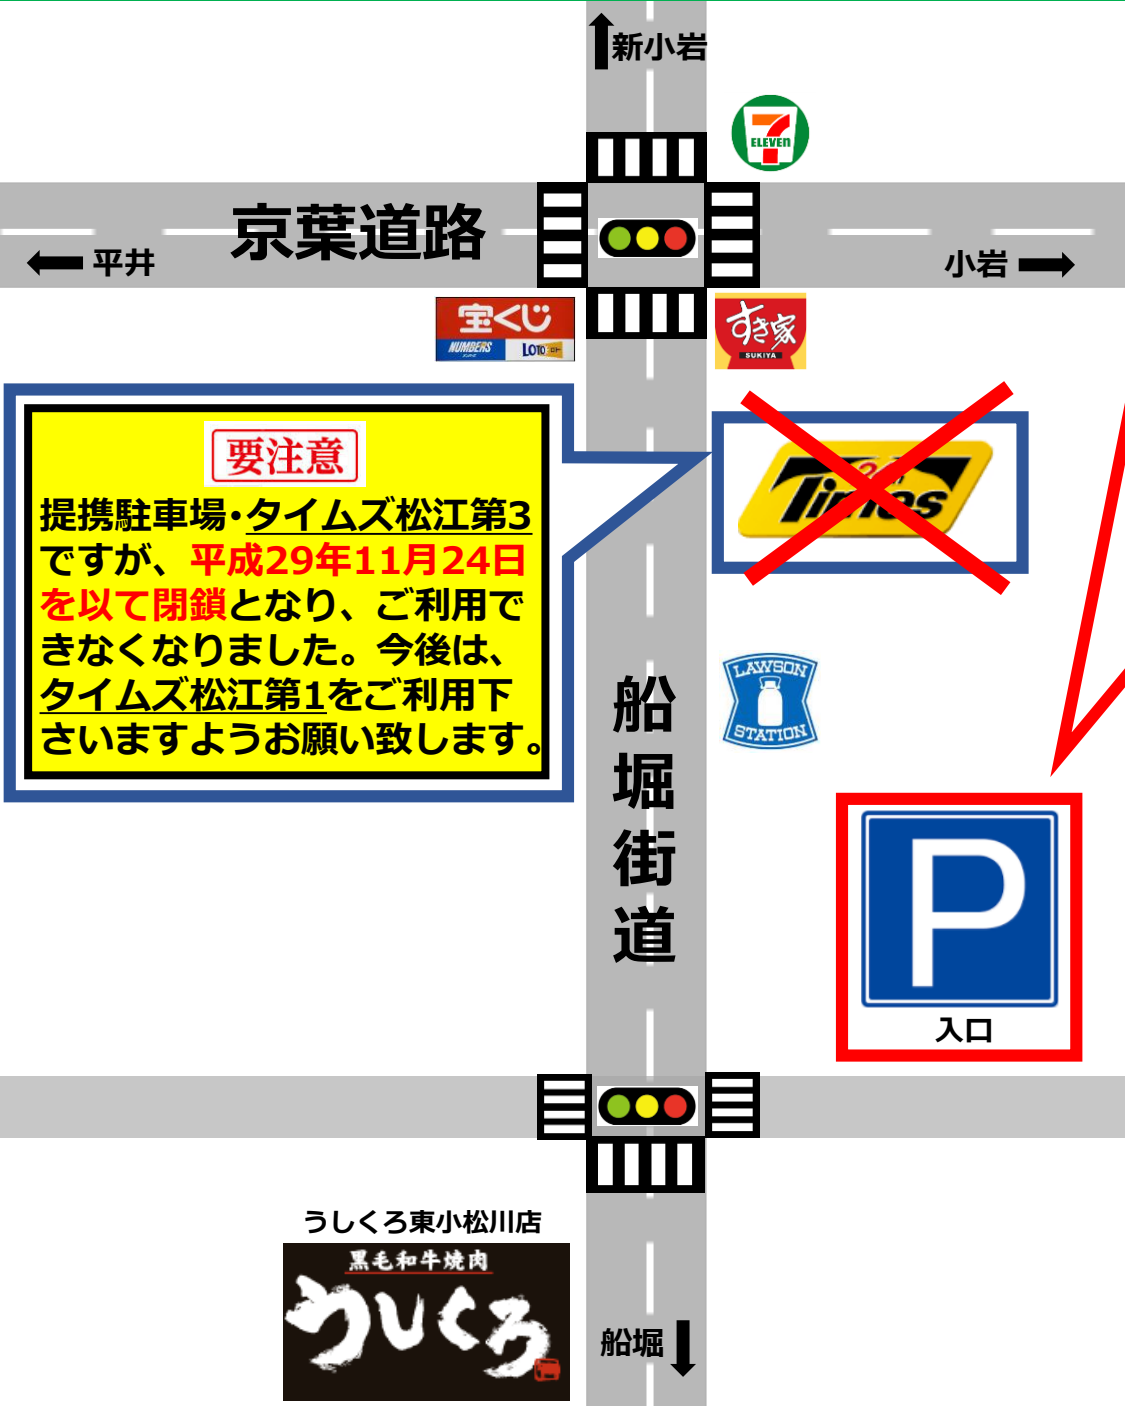 新小岩
7
ELEVEn
京葉道路
平井
小岩
宝くじ
NUMBERS
LOTO
すき家
SUKIYA
要注意
提携駐車場・タイムズ松江第3
ですが、平成29年11月24日
を以て閉鎖となり、ご利用で
きなくなりました。今後は、
タイムズ松江第1をご利用下
さいますようお願い致します。
Times
LAWSON
STATION
船堀街道
P
入口
うしくろ東小松川店
黒毛和牛焼肉
うしくろ
船堀